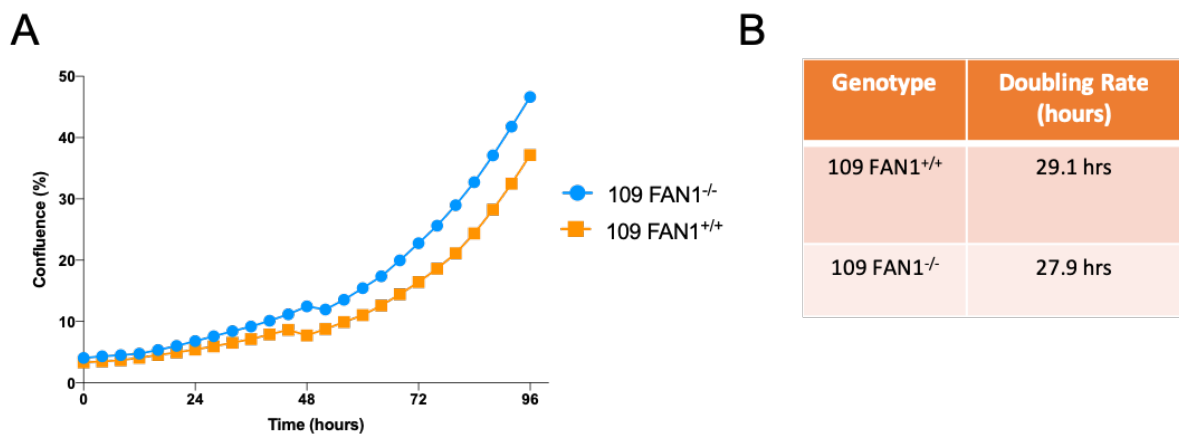 A
B
50
40
30
20
10
0
Confluence (%)
0
24
48
72
96
Time (hours)
109 FAN1-/-
109 FAN1+/+
Genotype
Doubling Rate
(hours)
109 FAN1+/+
29.1 hrs
109 FAN1-/-
27.9 hrs